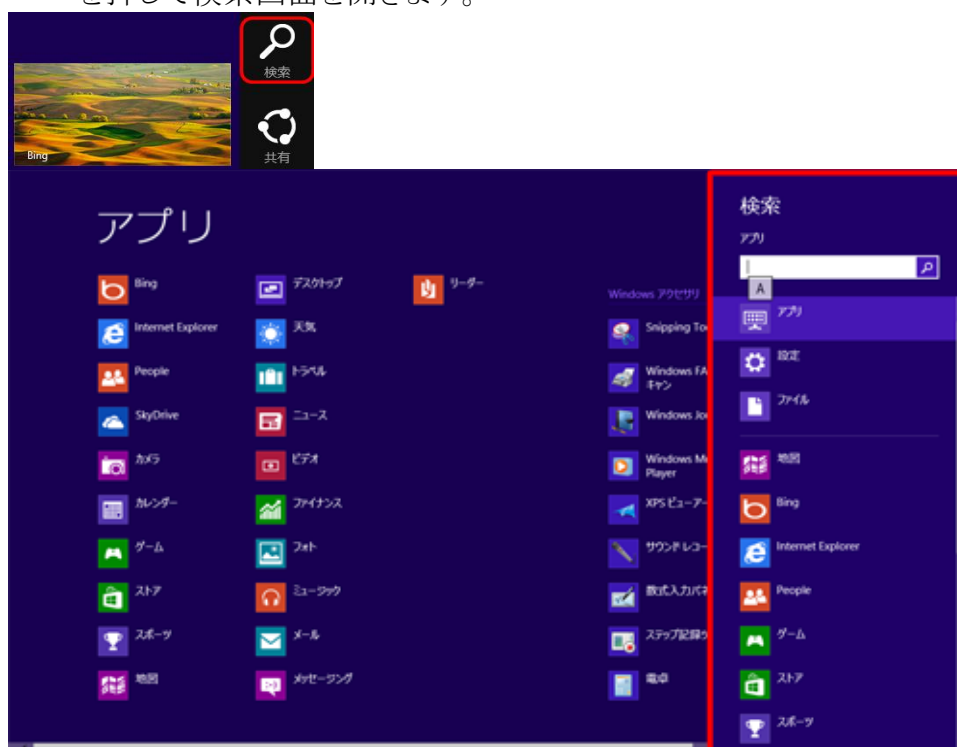 を押して検索画面を開きます。
検索
共有
Bing
アプリ
Bing
Internet Explorer
People
SkyDrive
カメラ
カレンダー
ゲーム
ストア
スポーツ
地図
デスクトップ
天気
トラベル
ニュース
ビデオ
ファイナンス
フォト
ミュージック
メール
メッセージング
リーダー
Windows アクセサリ
Snipping To
Windows FA
キャン
Windows Jo
Windows Me
Player
XPS ビューアー
サウンド レコー
数式入力パネ
ステップ記録
電卓
検索
アプリ
A
アプリ
設定
ファイル
地図
Bing
Internet Explorer
People
ゲーム
ストア
スポーツ